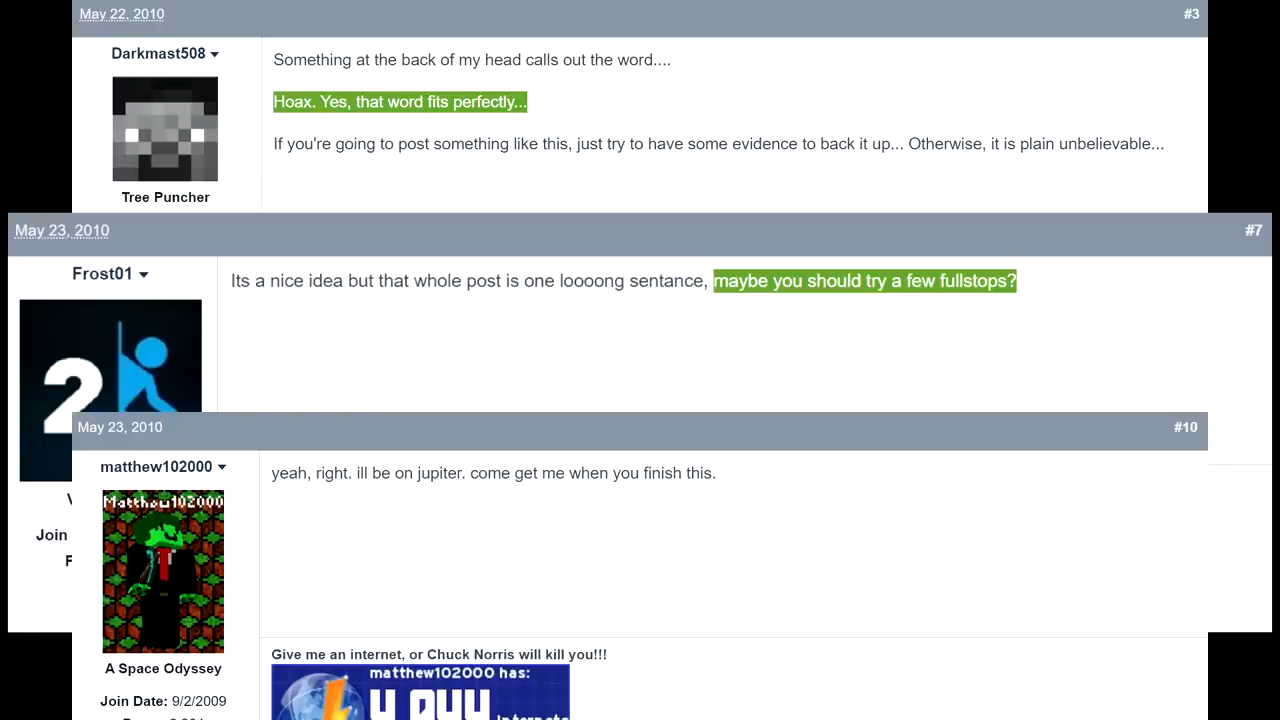 May 22, 2010 #3
Darkmast508
Something at the back of my head calls out the word....
Hoax. Yes, that word fits perfectly...
If you're going to post something like this, just try to have some evidence to back it up... Otherwise, it is plain unbelievable...
Tree Puncher
May 23, 2010 #7
Frost01
Its a nice idea but that whole post is one looooong sentance, maybe you should try a few fullstops?
2
Join
May 23, 2010 #10
matthew102000
yeah, right. ill be on jupiter. come get me when you finish this.
Matthew102000
A Space Odyssey
Give me an internet, or Chuck Norris will kill you!!!
matthew102000 has:
Join Date: 9/2/2009